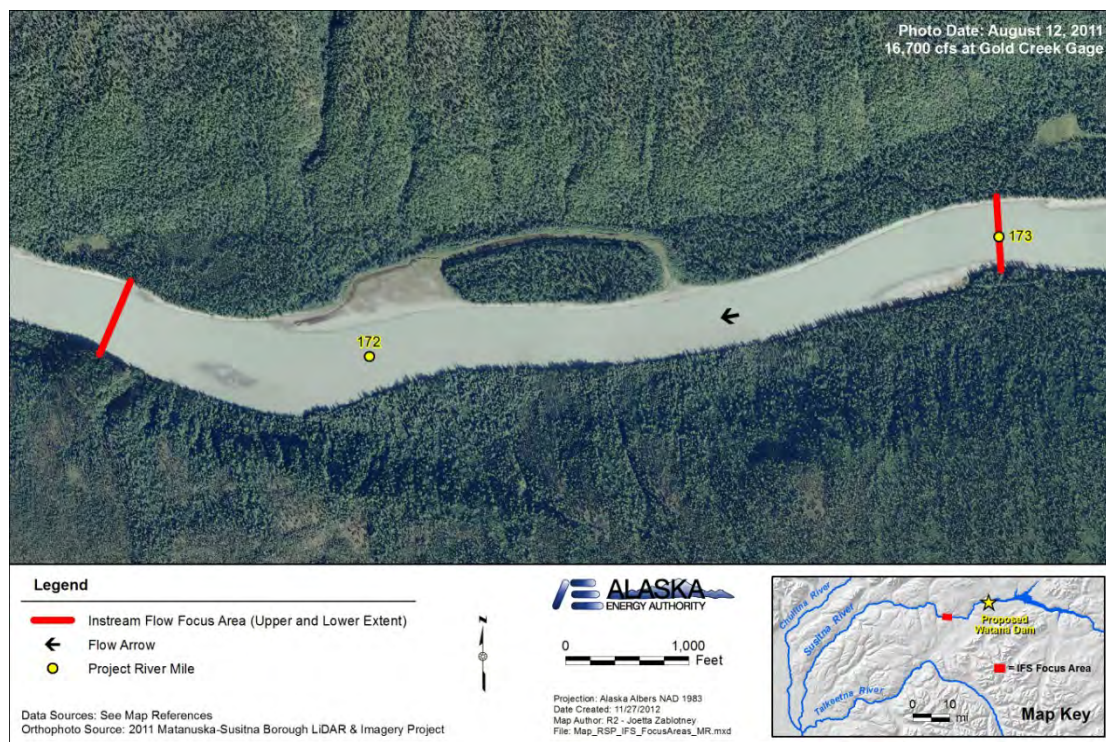 Photo Date: August 12, 2011
16,700 cfs at Gold Creek Gage
173
172
Legend
Instream Flow Focus Area (Upper and Lower Extent)
Flow Arrow
Project River Mile
Data Sources: See Map References
Orthophoto Source: 2011 Matanuska-Susitna Borough LiDAR & Imagery Project
N
ALASKA
ENERGY AUTHORITY
0 1,000
Feet
Projection: Alaska Albers NAD 1983
Date Created: 11/27/2012
Map Author: R2 - Joetta Zablotney
File: Map_RSP_IFS_FocusAreas_MR.mxd
Chulitna River
Susitna River
Talkeetna River
Proposed
Watana Dam
= IFS Focus Area
0 10
mi
Map Key